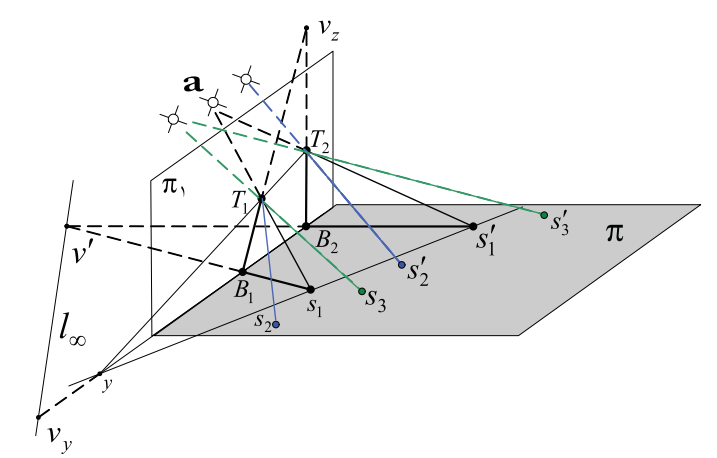 v_z
a
T_2
π_1
T_1
v'
B_2
s'_1
s'_3
π
s'_2
B_1
s_1
s_3
s_2
l_∞
y
v_y